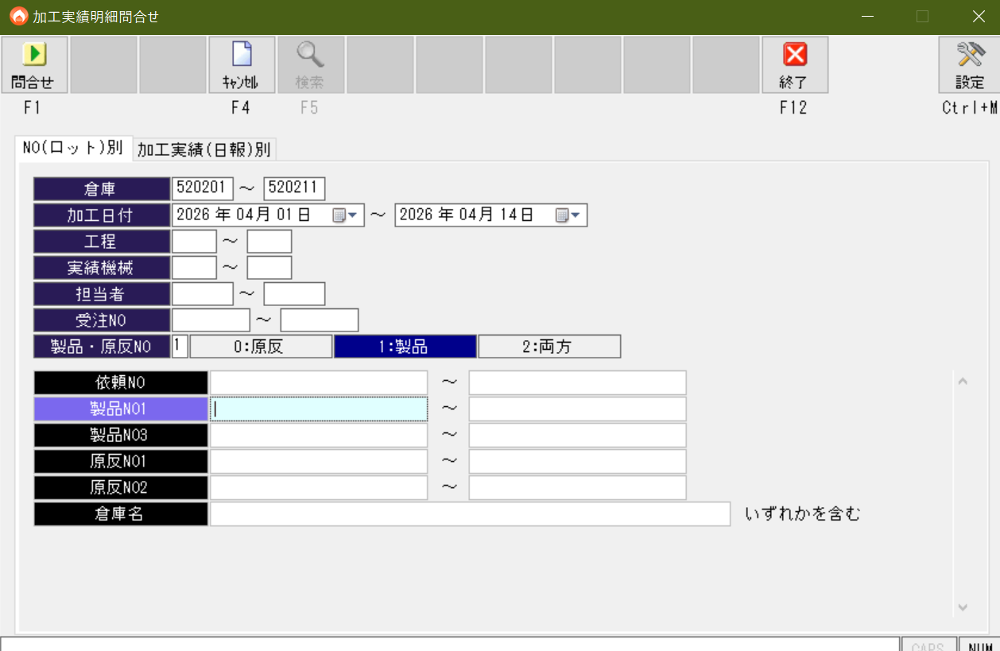 加工実績明細問合せ
問合せ ｷｬﾝｾﾙ 検索 終了 設定
F1 F4 F5 F12 Ctrl+M
NO(ロット)別 加工実績(日報)別
倉庫 520201 ～ 520211
加工日付 2026 年 04月 01 日 ～ 2026 年 04月 14日
工程 ～
実績機械 ～
担当者 ～
受注NO ～
製品・原反NO 1 0:原反 1:製品 2:両方
依頼NO ～
製品NO1 ～
製品NO3 ～
原反NO1 ～
原反NO2 ～
倉庫名 いずれかを含む
CAPS NUM